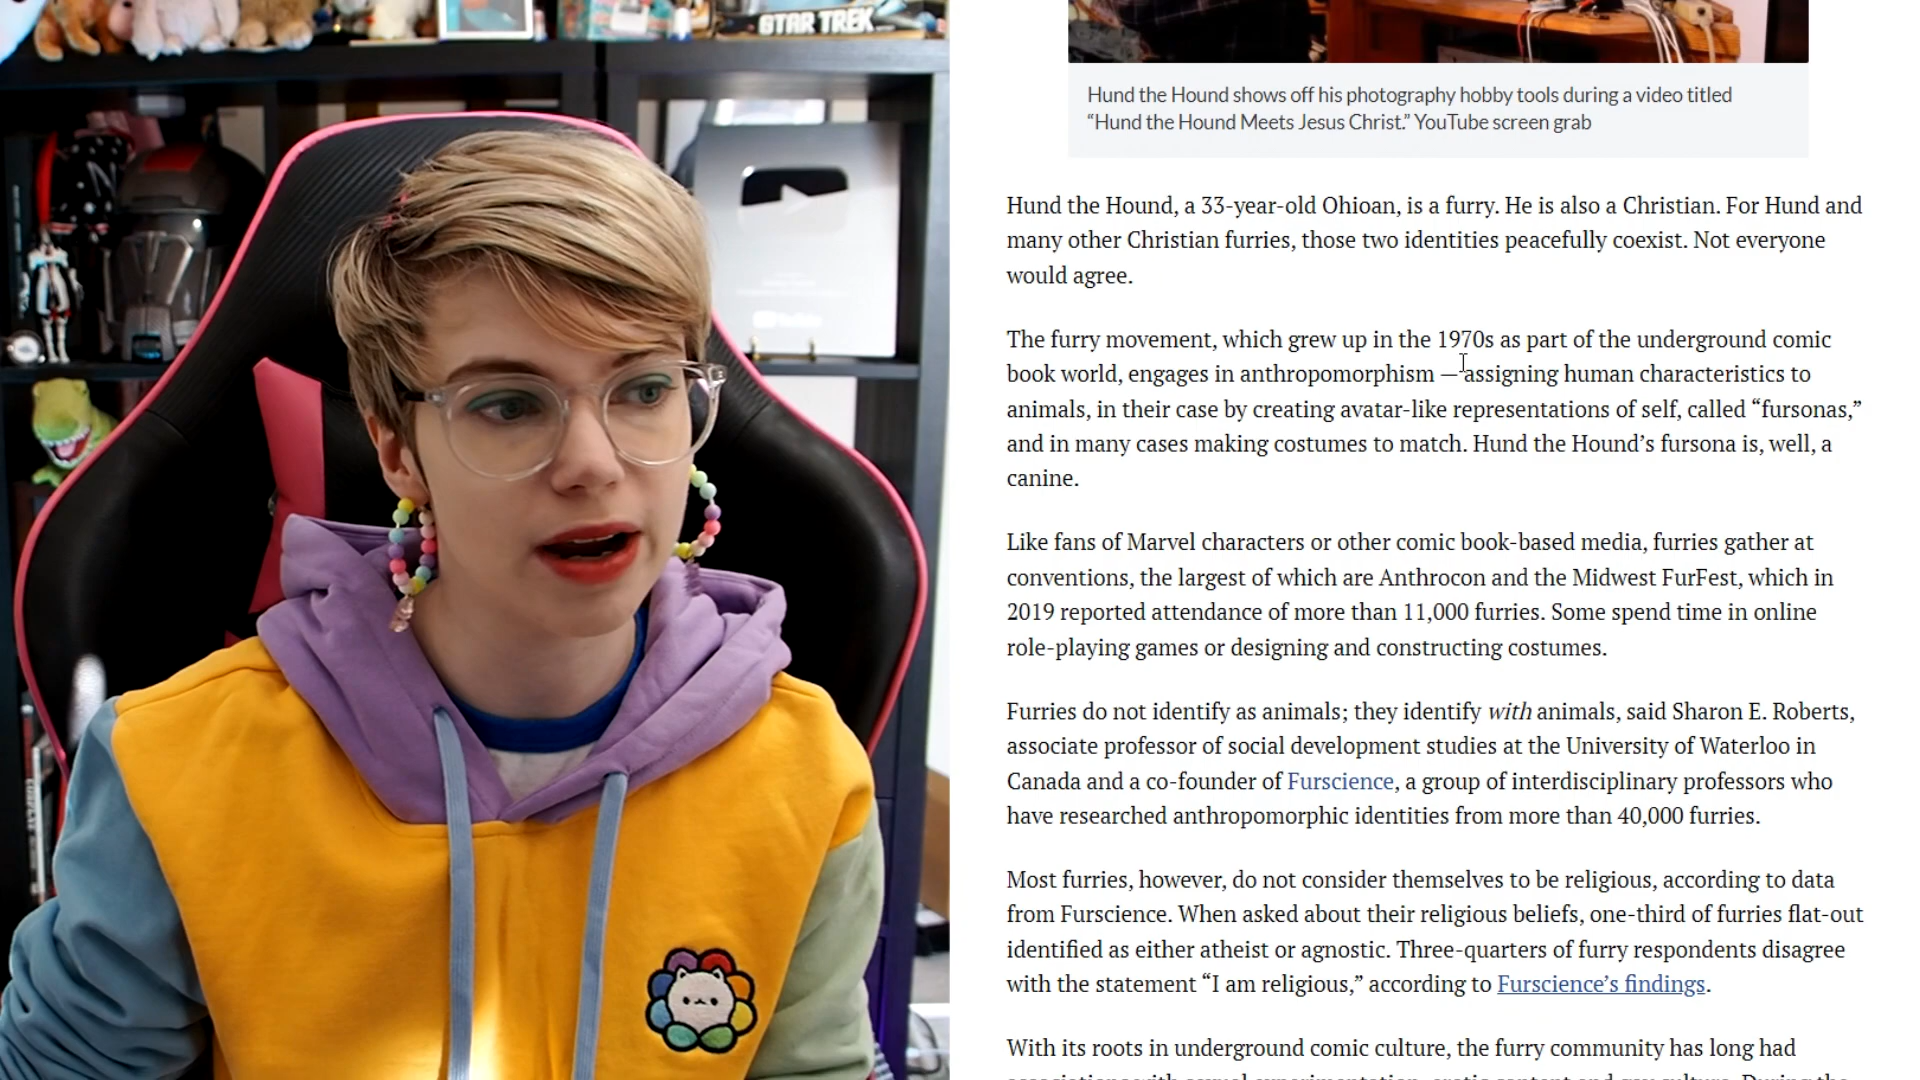 STAR TREK
Hund the Hound shows off his photography hobby tools during a video titled
“Hund the Hound Meets Jesus Christ.” YouTube screen grab
Hund the Hound, a 33-year-old Ohioan, is a furry. He is also a Christian. For Hund and
many other Christian furries, those two identities peacefully coexist. Not everyone
would agree.
The furry movement, which grew up in the 1970s as part of the underground comic
book world, engages in anthropomorphism — assigning human characteristics to
animals, in their case by creating avatar-like representations of self, called “fursonas,”
and in many cases making costumes to match. Hund the Hound’s fursona is, well, a
canine.
Like fans of Marvel characters or other comic book-based media, furries gather at
conventions, the largest of which are Anthrocon and the Midwest FurFest, which in
2019 reported attendance of more than 11,000 furries. Some spend time in online
role-playing games or designing and constructing costumes.
Furries do not identify as animals; they identify with animals, said Sharon E. Roberts,
associate professor of social development studies at the University of Waterloo in
Canada and a co-founder of Furscience, a group of interdisciplinary professors who
have researched anthropomorphic identities from more than 40,000 furries.
Most furries, however, do not consider themselves to be religious, according to data
from Furscience. When asked about their religious beliefs, one-third of furries flat-out
identified as either atheist or agnostic. Three-quarters of furry respondents disagree
with the statement “I am religious,” according to Furscience’s findings.
With its roots in underground comic culture, the furry community has long had